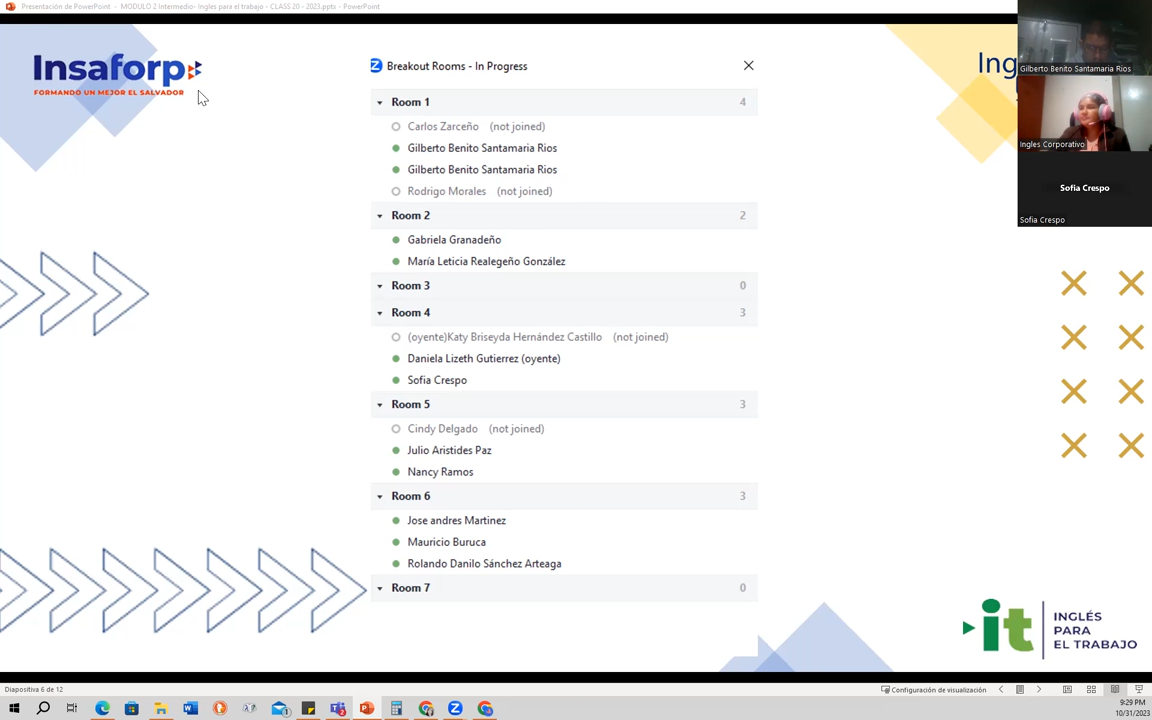 Presentación de PowerPoint - MODULO 2 Intermedio- Ingles para el trabajo - CLASS 20 - 2023.pptx - PowerPoint
Insaforp
FORMANDO UN MEJOR EL SALVADOR
Breakout Rooms - In Progress
Room 1 4
Carlos Zarceño (not joined)
Gilberto Benito Santamaria Rios
Gilberto Benito Santamaria Rios
Rodrigo Morales (not joined)
Room 2 2
Gabriela Granadeño
María Leticia Realegeño González
Room 3 0
Room 4 3
(oyente)Katy Briseyda Hernández Castillo (not joined)
Daniela Lizeth Gutierrez (oyente)
Sofia Crespo
Room 5 3
Cindy Delgado (not joined)
Julio Aristides Paz
Nancy Ramos
Room 6 3
Jose andres Martinez
Mauricio Buruca
Rolando Danilo Sánchez Arteaga
Room 7 0
Ing
Gilberto Benito Santamaria Rios
Ingles Corporativo
Sofia Crespo
Sofia Crespo
it
INGLÉS
PARA
EL TRABAJO
Diapositiva 6 de 12
Configuración de visualización
9:29 PM
10/31/2023